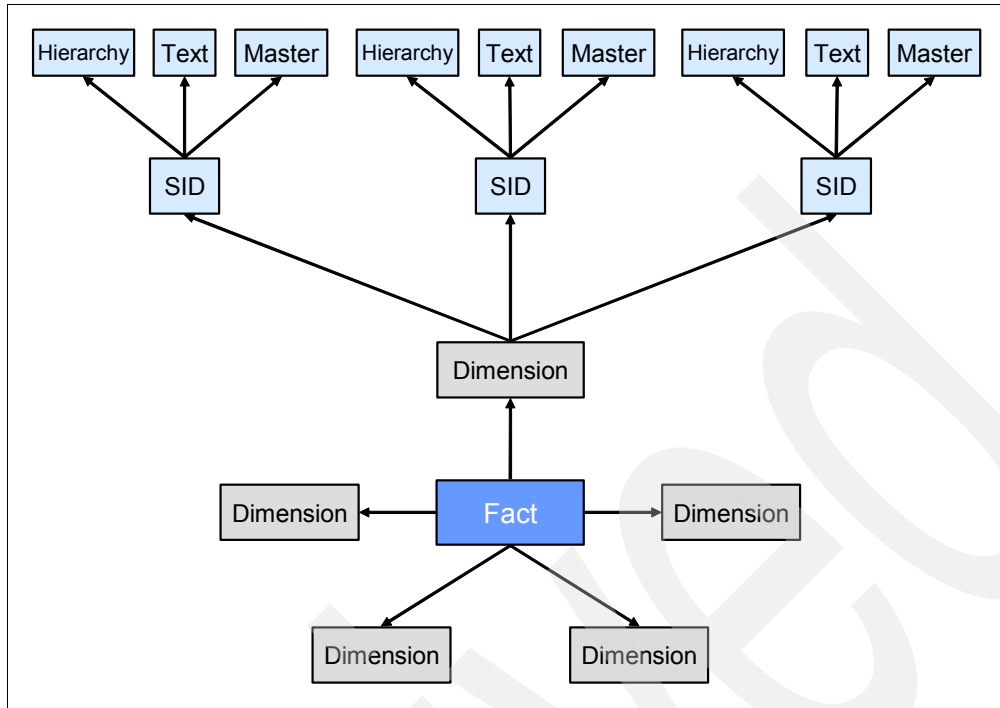 Hierarchy Text Master Hierarchy Text Master Hierarchy Text Master
SID SID SID
Dimension
Dimension Fact Dimension
Dimension Dimension